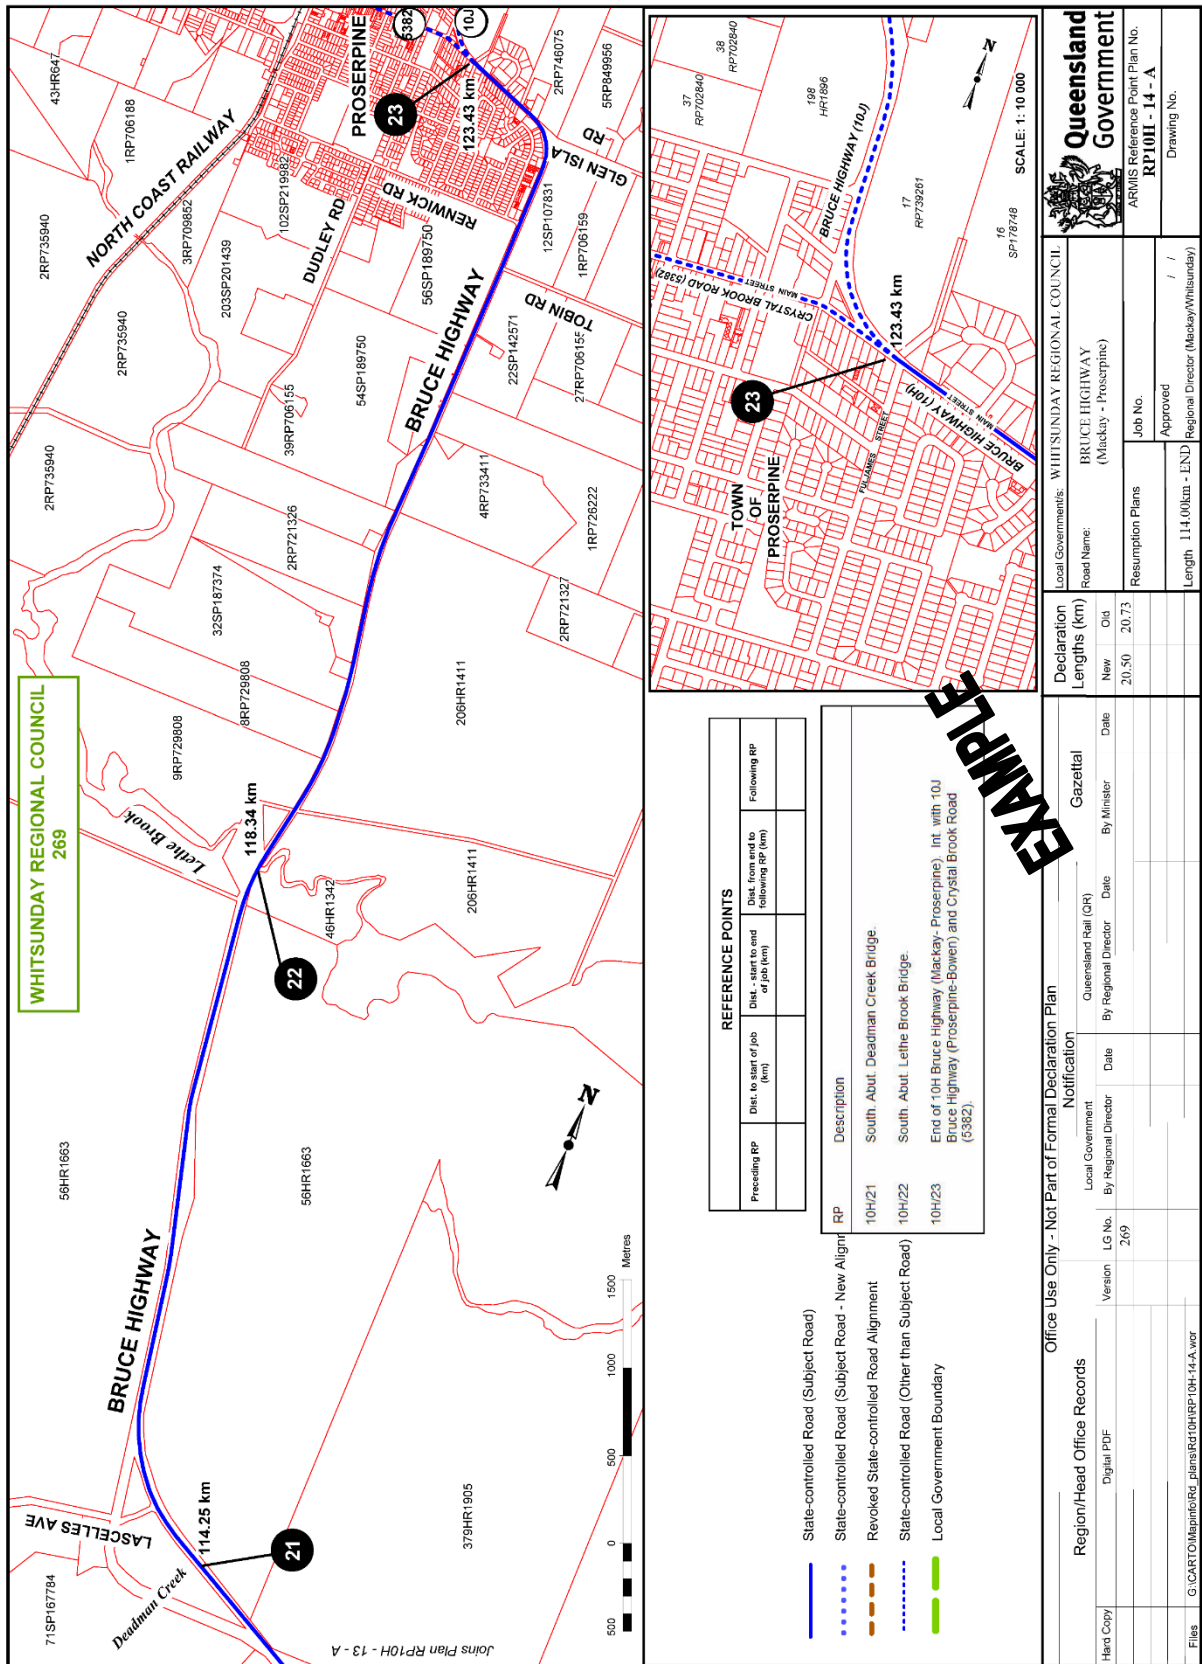 WHITSUNDAY REGIONAL COUNCIL
269
71SP167784
LASCELLES AVE
Deadman Creek
114.25 km
21
Joins Plan RP10H - 13 - A
379HR1905
BRUCE HIGHWAY
56HR1663
56HR1663
N
500 0 500 1000 1500 Metres
Lethe Brook
118.34 km
22
46HR1342
206HR1411
206HR1411
9RP729808
8RP729808
32SP187374
2RP721326
2RP735940
2RP735940
2RP735940
39RP706155
54SP189750
203SP201439
3RP709852
1RP706188
43HR647
102SP219982
56SP189750
NORTH COAST RAILWAY
DUDLEY RD
RENWICK RD
BRUCE HIGHWAY
TOBIN RD
GLEN ISLA RD
PROSERPINE
23
123.43 km
5382
10J
2RP746075
5RP849956
12SP107831
1RP706159
22SP142571
27RP706155
4RP733411
1RP726222
2RP721327
State-controlled Road (Subject Road)
State-controlled Road (Subject Road - New Alignr
Revoked State-controlled Road Alignment
State-controlled Road (Other than Subject Road)
Local Government Boundary
REFERENCE POINTS
Preceding RP
Dist. to start of job (km)
Dist. - start to end of job (km)
Dist. from end to following RP (km)
Following RP
RP Description
10H/21 South. Abut. Deadman Creek Bridge.
10H/22 South. Abut. Lethe Brook Bridge.
10H/23 End of 10H Bruce Highway (Mackay- Proserpine). Int. with 10J
Bruce Highway (Proserpine-Bowen) and Crystal Brook Road
(5382).
EXAMPLE
TOWN
OF
PROSERPINE
23
123.43 km
FULJAMES STREET
MAIN STREET
BRUCE HIGHWAY (10H)
CRYSTAL BROOK ROAD (5382)
MAIN STREET
BRUCE HIGHWAY (10J)
37
RP702840
38
RP702840
198
HR1896
17
RP739261
16
SP178748
N
SCALE: 1: 10 000
Office Use Only - Not Part of Formal Declaration Plan
Region/Head Office Records
Hard Copy
Digital PDF
Files G:\CARTO\Mapinfo\Rd_plans\Rd10H\RP10H-14-A.wor
Version
LG No.
269
Notification
Local Government
By Regional Director
Date
Queensland Rail (QR)
By Regional Director
Date
Gazettal
By Minister
Date
Declaration
Lengths (km)
New Old
20.50 20.73
Local Government/s: WHITSUNDAY REGIONAL COUNCIL
Road Name: BRUCE HIGHWAY
(Mackay - Proserpine)
Resumption Plans
Job No.
Approved / /
Length 114.00km - END
Regional Director (Mackay/Whitsunday)
Queensland
Government
ARMIS Reference Point Plan No.
RP10H - 14 - A
Drawing No.